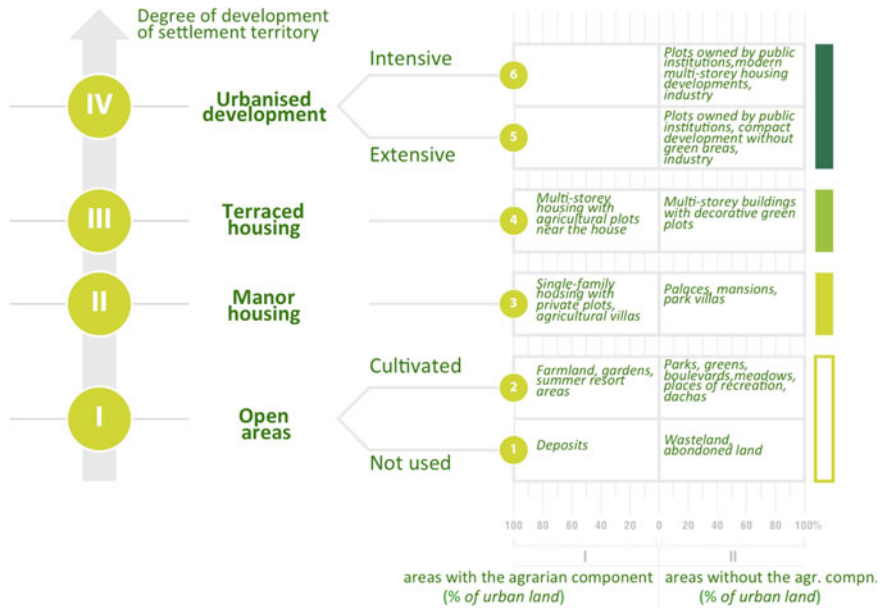 Degree of development
of settlement territory
IV
Urbanised
development
Intensive
Extensive
6
Plots owned by public
institutions,modern
multi-storey housing
developments,
industry
5
Plots owned by public
institutions, compact
development without
green areas,
industry
III
Terraced
housing
4
Multi-storey
housing with
agricultural plots
near the house
Multi-storey buildings
with decorative green
plots
II
Manor
housing
3
Single-family
housing with
private plots,
agricultural villas
Palaces, mansions,
park villas
I
Open
areas
Cultivated
Not used
2
Farmland, gardens,
summer resort
areas
Parks, greens,
boulevards,meadows,
places of recreation,
dachas
1
Deposits
Wasteland,
abondoned land
100 80 60 40 20 0 20 40 60 80 100%
I II
areas with the agrarian component
(% of urban land)
areas without the agr. compn.
(% of urban land)